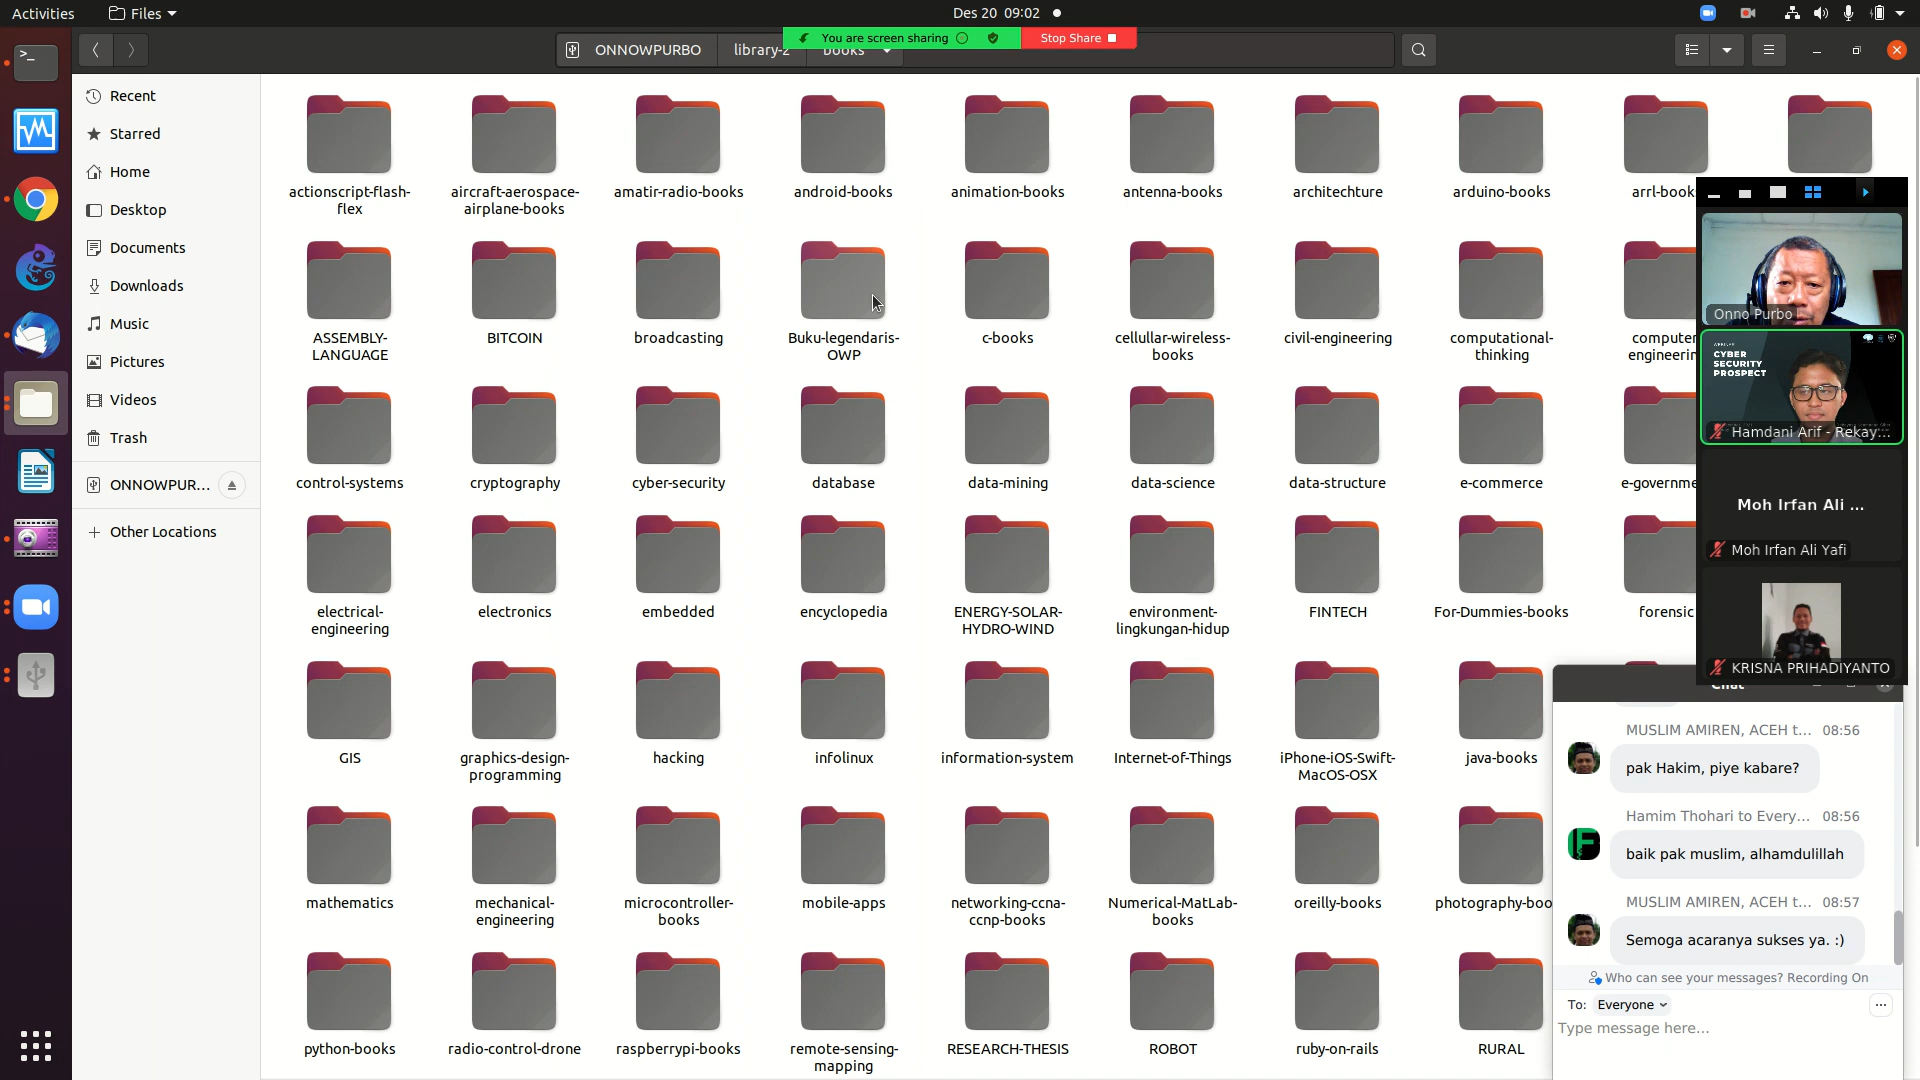 Activities
Files
Des 20 09:02
You are screen sharing
Stop Share
ONNOWPURBO
library-2
books
Recent
Starred
Home
Desktop
Documents
Downloads
Music
Pictures
Videos
Trash
ONNOWPUR...
Other Locations
actionscript-flash-
flex
aircraft-aerospace-
airplane-books
amatir-radio-books
android-books
animation-books
antenna-books
architechture
arduino-books
arrl-book
ASSEMBLY-
LANGUAGE
BITCOIN
broadcasting
Buku-legendaris-
OWP
c-books
cellullar-wireless-
books
civil-engineering
computational-
thinking
computer
engineerin
control-systems
cryptography
cyber-security
database
data-mining
data-science
data-structure
e-commerce
e-governme
electrical-
engineering
electronics
embedded
encyclopedia
ENERGY-SOLAR-
HYDRO-WIND
environment-
lingkungan-hidup
FINTECH
For-Dummies-books
forensic
GIS
graphics-design-
programming
hacking
infolinux
information-system
Internet-of-Things
iPhone-iOS-Swift-
MacOS-OSX
java-books
mathematics
mechanical-
engineering
microcontroller-
books
mobile-apps
networking-ccna-
ccnp-books
Numerical-MatLab-
books
oreilly-books
photography-boo
python-books
radio-control-drone
raspberrypi-books
remote-sensing-
mapping
RESEARCH-THESIS
ROBOT
ruby-on-rails
RURAL
Onno Purbo
CYBER
SECURITY
PROSPECT
Hamdani Arif - Rekay...
Moh Irfan Ali ...
Moh Irfan Ali Yafi
KRISNA PRIHADIYANTO
Chat
MUSLIM AMIREN, ACEH t... 08:56
pak Hakim, piye kabare?
Hamim Thohari to Every... 08:56
baik pak muslim, alhamdulillah
MUSLIM AMIREN, ACEH t... 08:57
Semoga acaranya sukses ya. :)
Who can see your messages? Recording On
To: Everyone
Type message here...